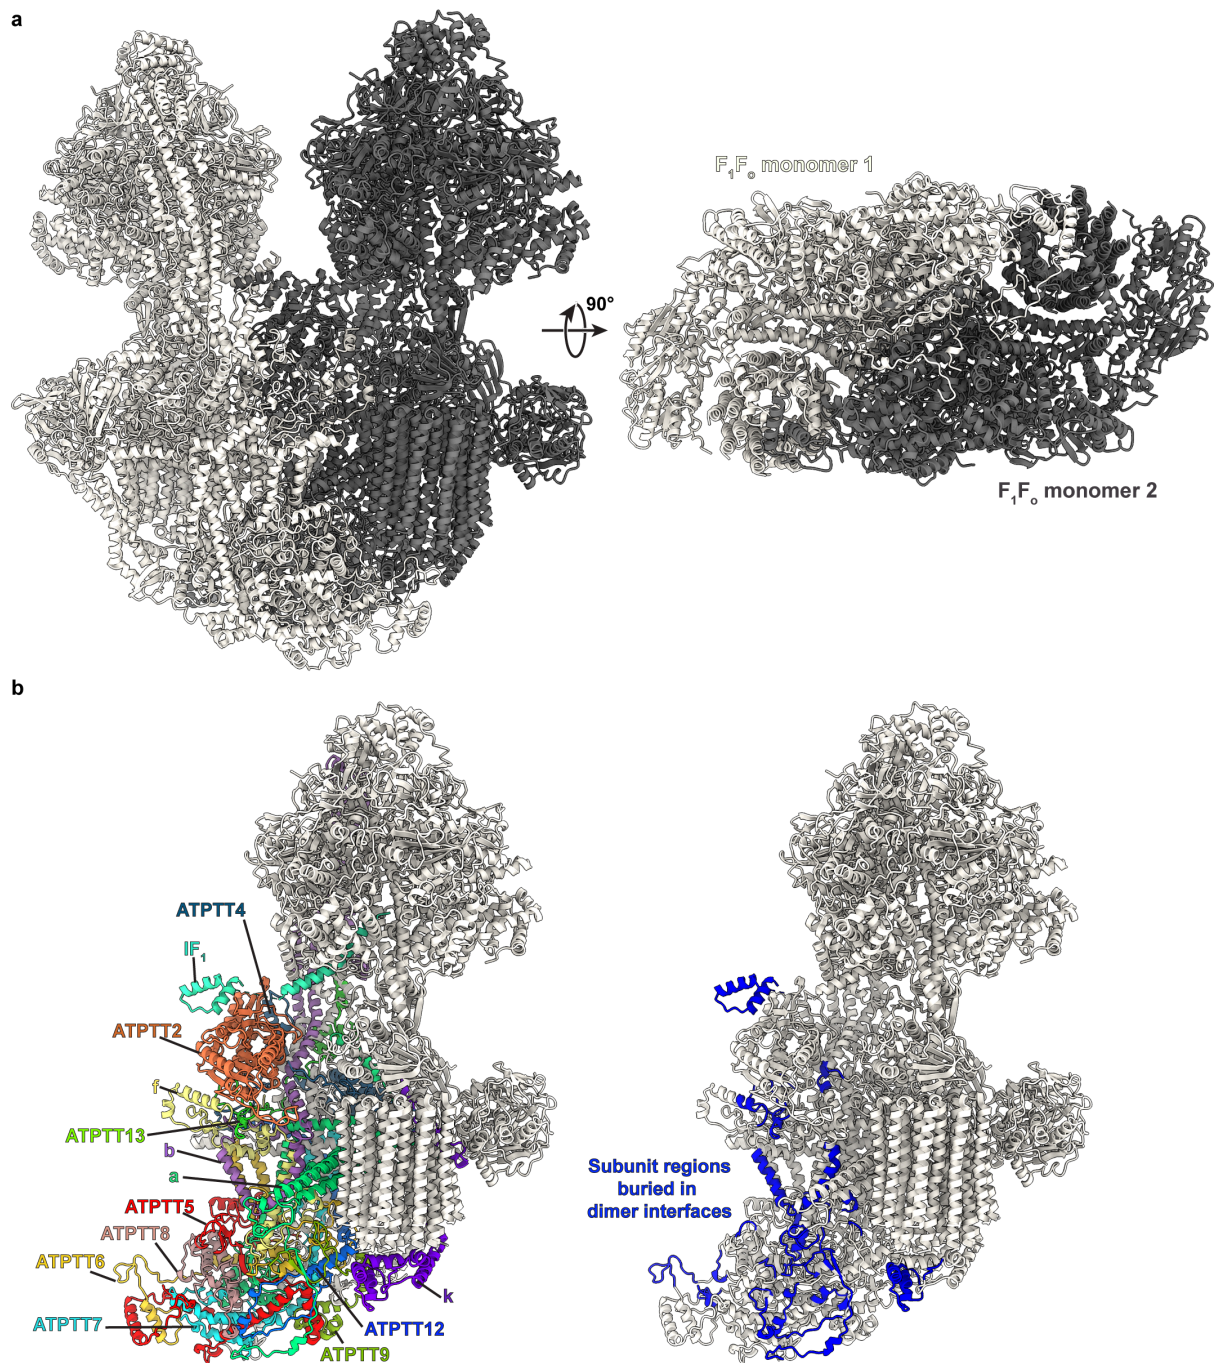 a
90°
F₁Fₒ monomer 1
F₁Fₒ monomer 2
b
ATPTT4
IF₁
ATPTT2
f
ATPTT13
b
a
ATPTT5
ATPTT8
ATPTT6
ATPTT7
k
ATPTT12
ATPTT9
Subunit regions
buried in
dimer interfaces